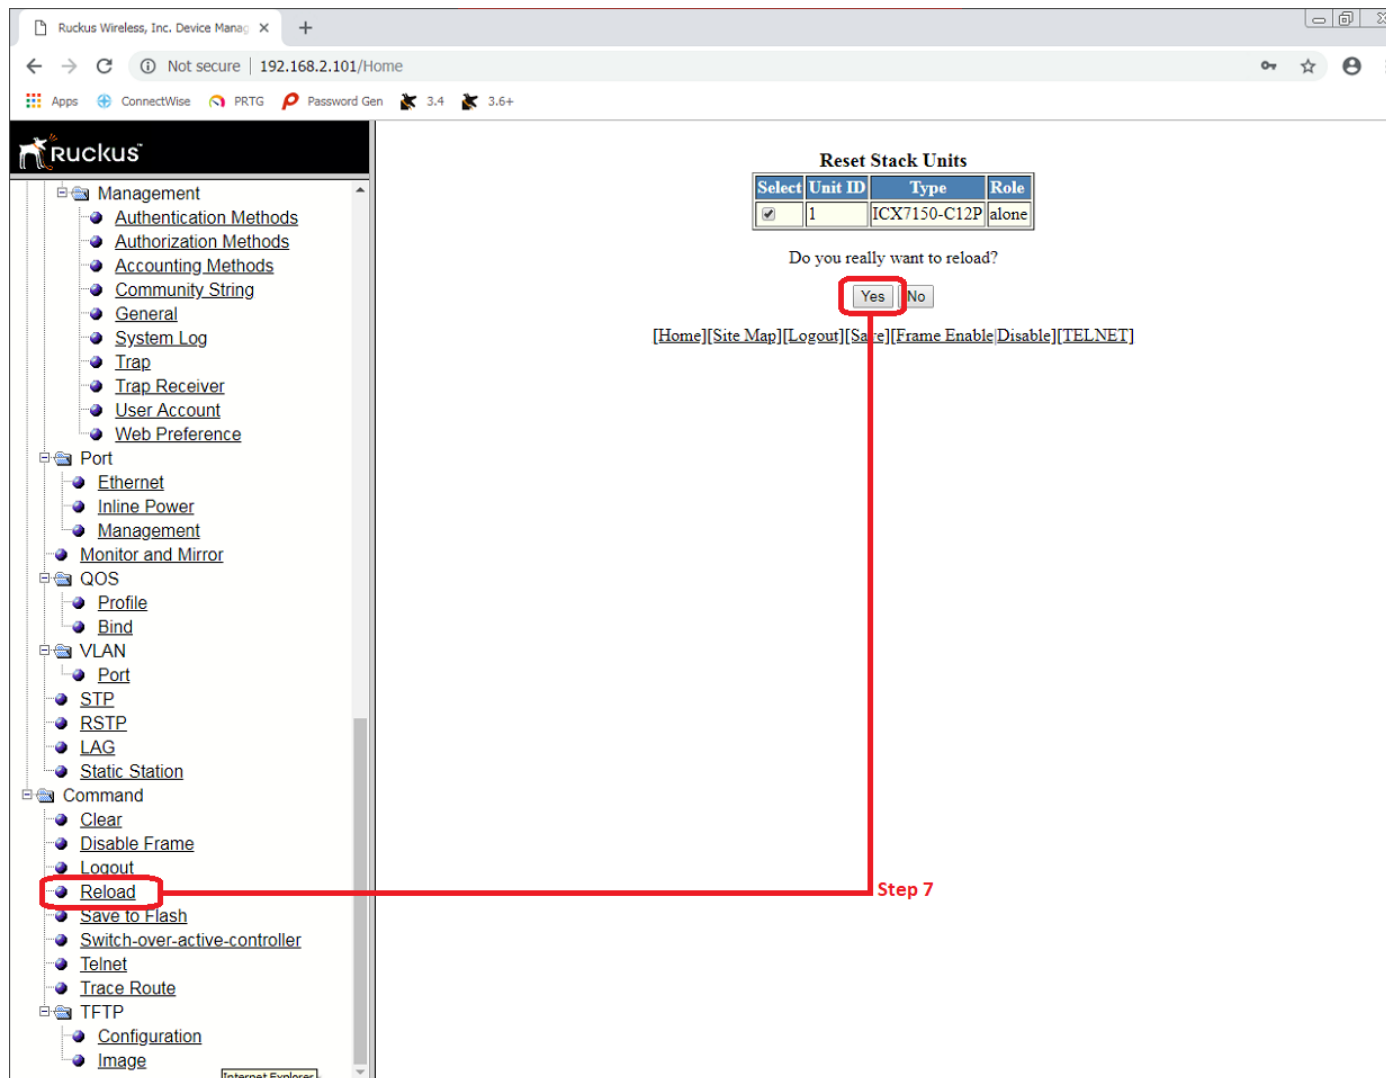 Ruckus Wireless, Inc. Device Manag
Not secure | 192.168.2.101/Home
Apps ConnectWise PRTG Password Gen 3.4 3.6+
Ruckus™
Management
Authentication Methods
Authorization Methods
Accounting Methods
Community String
General
System Log
Trap
Trap Receiver
User Account
Web Preference
Port
Ethernet
Inline Power
Management
Monitor and Mirror
QOS
Profile
Bind
VLAN
Port
STP
RSTP
LAG
Static Station
Command
Clear
Disable Frame
Logout
Reload
Save to Flash
Switch-over-active-controller
Telnet
Trace Route
TFTP
Configuration
Image
Internet Explorer
Reset Stack Units
Select Unit ID Type Role
1 ICX7150-C12P alone
Do you really want to reload?
Yes No
[Home][Site Map][Logout][Save][Frame Enable|Disable][TELNET]
Step 7